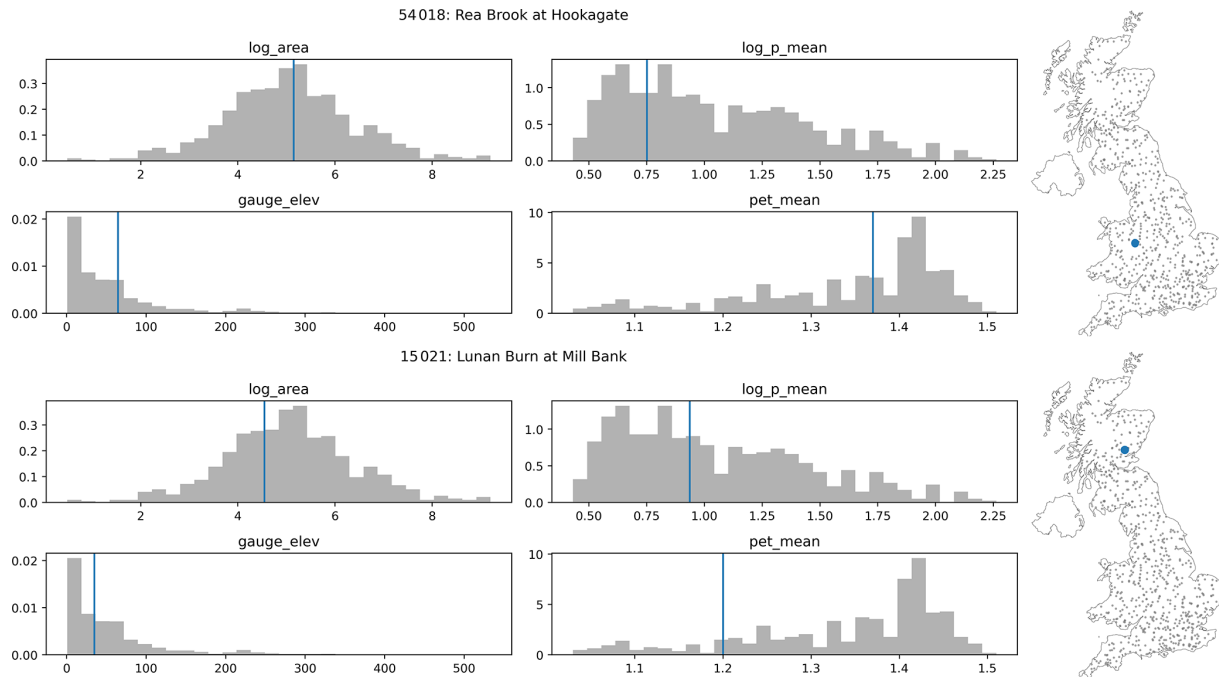 54018: Rea Brook at Hookagate
log_area
log_p_mean
0.3
0.2
0.1
0.0
2 4 6 8
1.0
0.5
0.0
0.50 0.75 1.00 1.25 1.50 1.75 2.00 2.25
gauge_elev
pet_mean
0.02
0.01
0.00
0 100 200 300 400 500
10
5
0
1.1 1.2 1.3 1.4 1.5
15021: Lunan Burn at Mill Bank
log_area
log_p_mean
0.3
0.2
0.1
0.0
2 4 6 8
1.0
0.5
0.0
0.50 0.75 1.00 1.25 1.50 1.75 2.00 2.25
gauge_elev
pet_mean
0.02
0.01
0.00
0 100 200 300 400 500
10
5
0
1.1 1.2 1.3 1.4 1.5